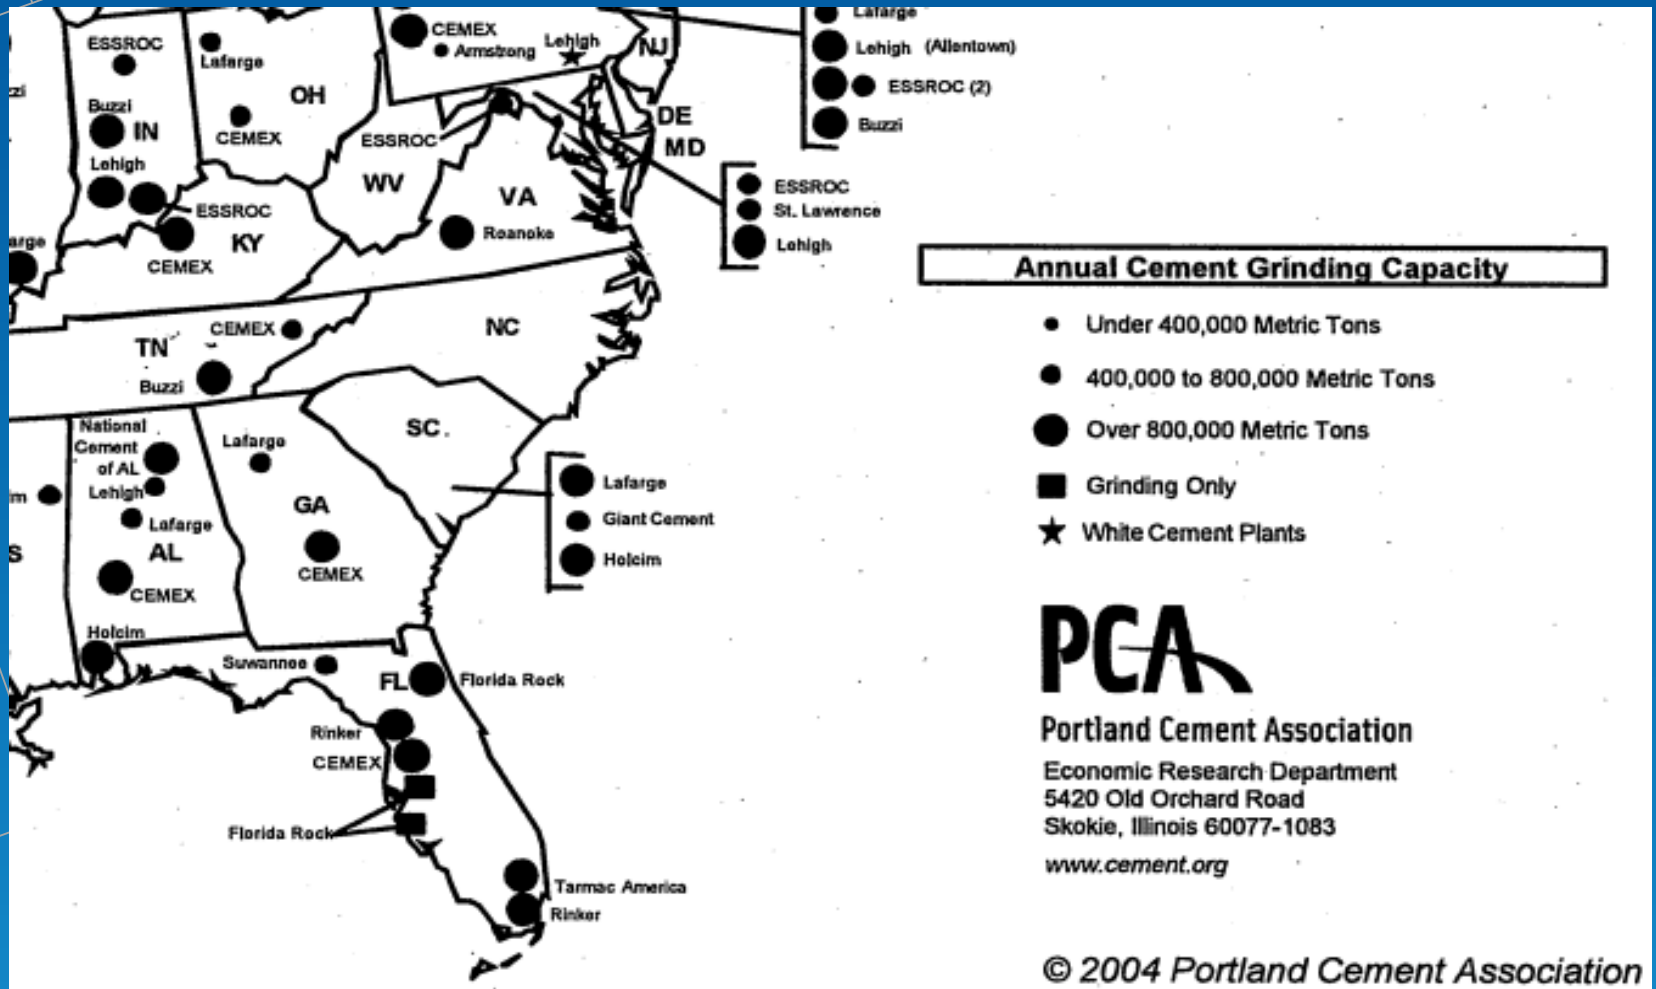 Lafarge
CEMEX
Armstrong
Lehigh
NJ
Lehigh (Allentown)
ESSROC (2)
Buzzi
ESSROC
Lafarge
OH
Buzzi
IN
CEMEX
ESSROC
DE
MD
Lehigh
WV
VA
ESSROC
St. Lawrence
Lehigh
ESSROC
KY
CEMEX
Roanoke
Annual Cement Grinding Capacity
Under 400,000 Metric Tons
400,000 to 800,000 Metric Tons
Over 800,000 Metric Tons
Grinding Only
White Cement Plants
CEMEX
TN
Buzzi
NC
SC
National
Cement
of AL
Lehigh
Lafarge
AL
CEMEX
Holcim
Lafarge
GA
CEMEX
Lafarge
Giant Cement
Holcim
Suwannee
FL
Florida Rock
Rinker
CEMEX
Florida Rock
Tarmac America
Rinker
PCA
Portland Cement Association
Economic Research Department
5420 Old Orchard Road
Skokie, Illinois 60077-1083
www.cement.org
© 2004 Portland Cement Association